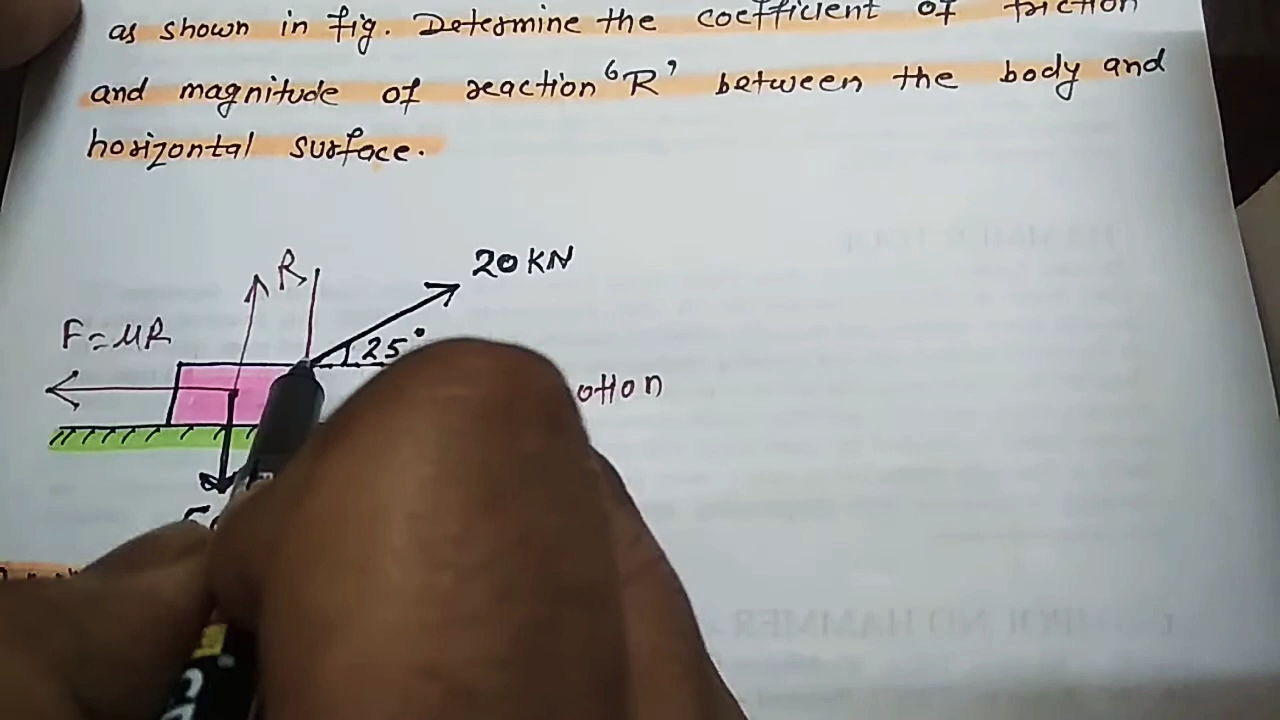 as shown in fig. Determine the coefficient of friction
and magnitude of reaction 'R' between the body and
horizontal surface.
20 KN
R
F = μR
25°